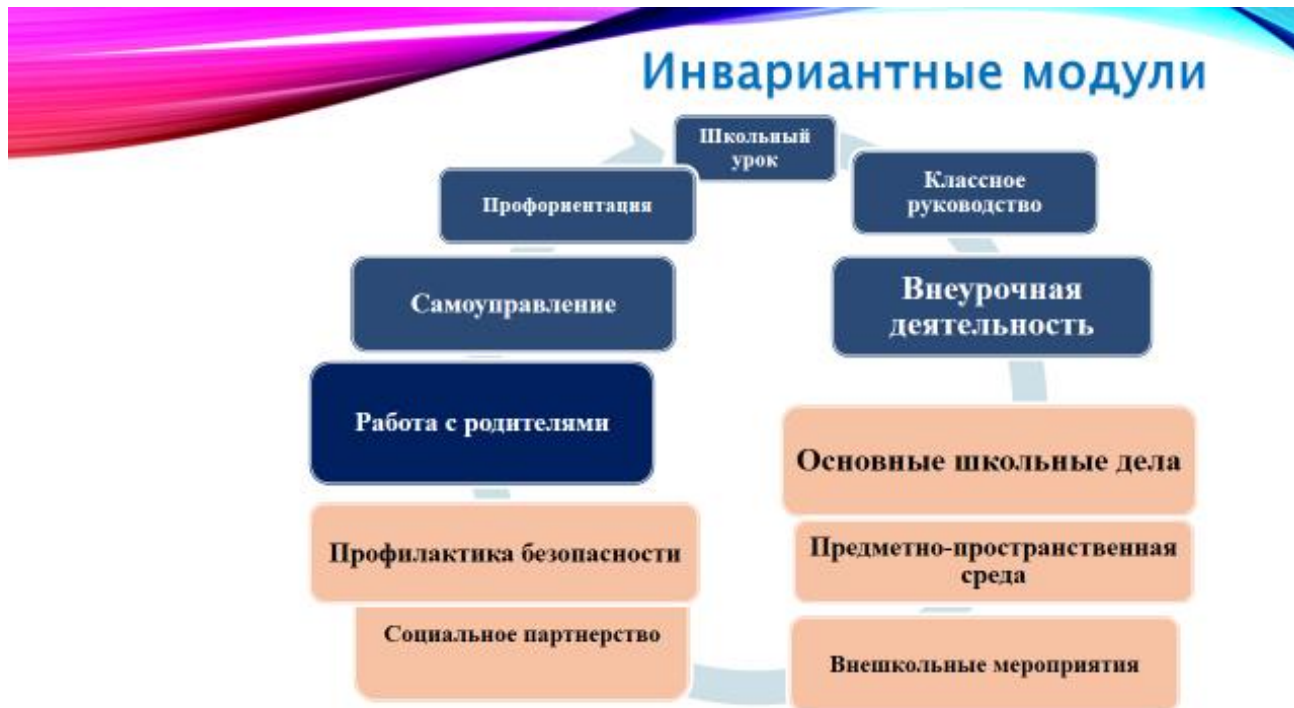 Инвариантные модули
Школьный
урок
Классное
руководство
Внеурочная
деятельность
Основные школьные дела
Предметно-пространственная
среда
Внешкольные мероприятия
Социальное партнерство
Профилактика безопасности
Работа с родителями
Самоуправление
Профориентация